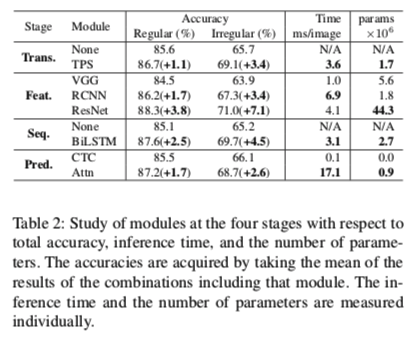 Stage Module Accuracy Time params
Regular (%) Irregular (%) ms/image ×10⁶
Trans. None 85.6 65.7 N/A N/A
TPS 86.7(+1.1) 69.1(+3.4) 3.6 1.7
Feat. VGG 84.5 63.9 1.0 5.6
RCNN 86.2(+1.7) 67.3(+3.4) 6.9 1.8
ResNet 88.3(+3.8) 71.0(+7.1) 4.1 44.3
Seq. None 85.1 65.2 N/A N/A
BiLSTM 87.6(+2.5) 69.7(+4.5) 3.1 2.7
Pred. CTC 85.5 66.1 0.1 0.0
Attn 87.2(+1.7) 68.7(+2.6) 17.1 0.9
Table 2: Study of modules at the four stages with respect to
total accuracy, inference time, and the number of parame-
ters. The accuracies are acquired by taking the mean of the
results of the combinations including that module. The in-
ference time and the number of parameters are measured
individually.